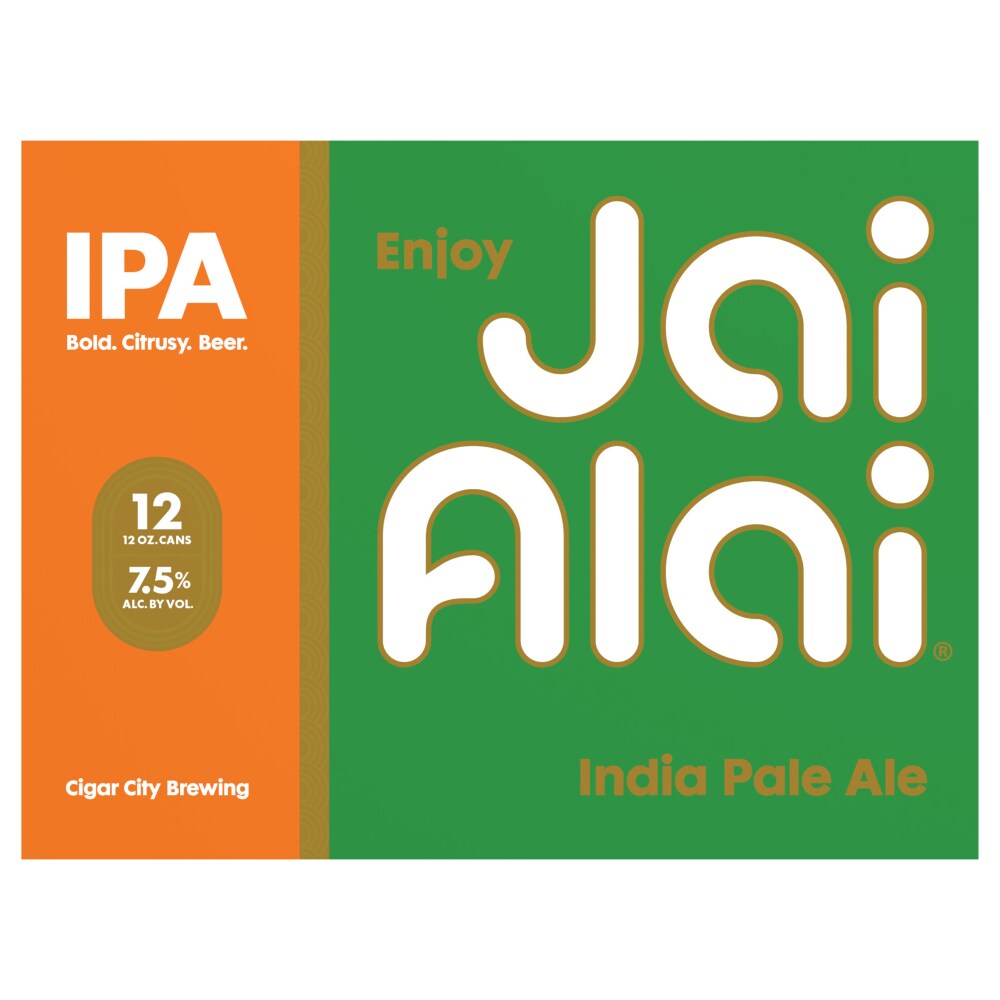 IPA
Bold. Citrusy. Beer.
12
12 OZ. CANS
7.5%
ALC. BY VOL.
Cigar City Brewing
Enjoy
Jai
Alai®
India Pale Ale